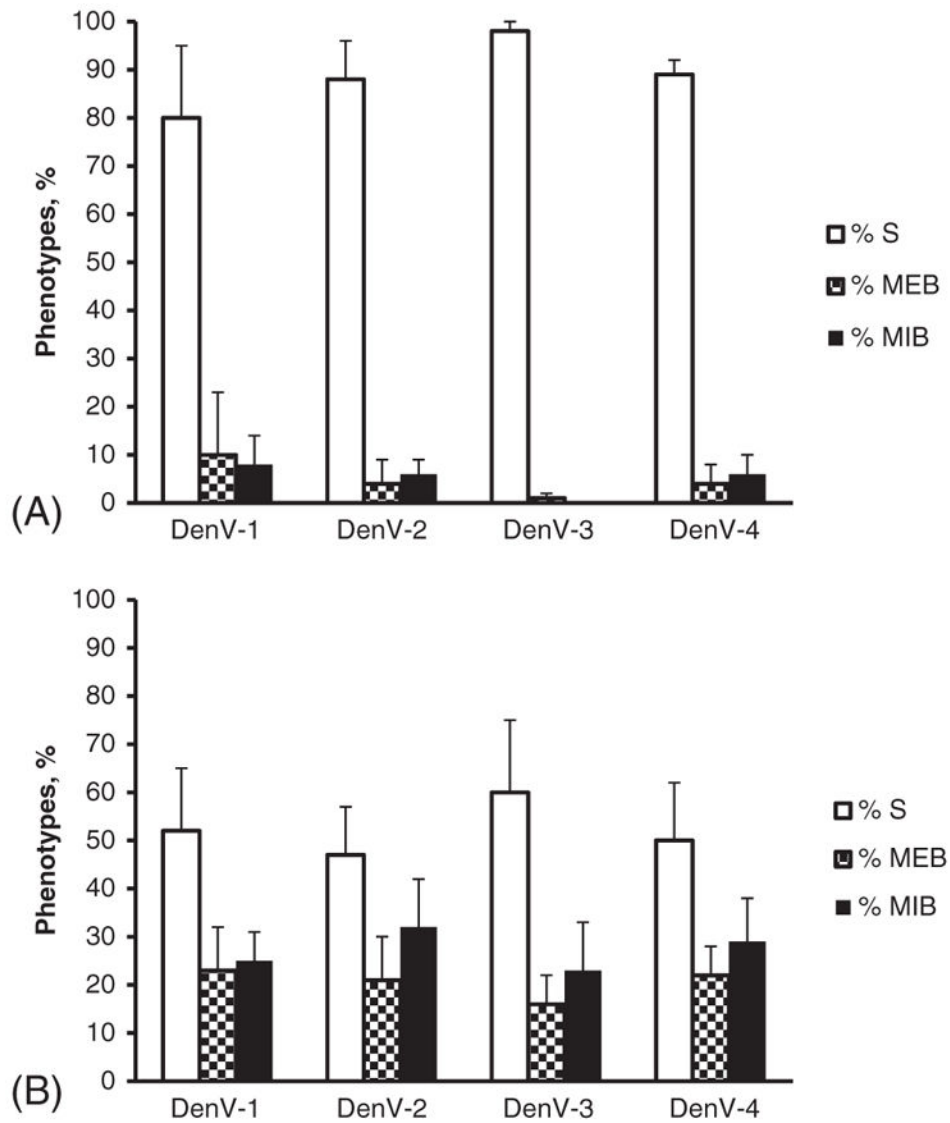 100
90
80
70
60
50
40
30
20
10
0
Phenotypes, %
DenV-1 DenV-2 DenV-3 DenV-4
% S
% MEB
% MIB
(A)
100
90
80
70
60
50
40
30
20
10
0
Phenotypes, %
DenV-1 DenV-2 DenV-3 DenV-4
% S
% MEB
% MIB
(B)